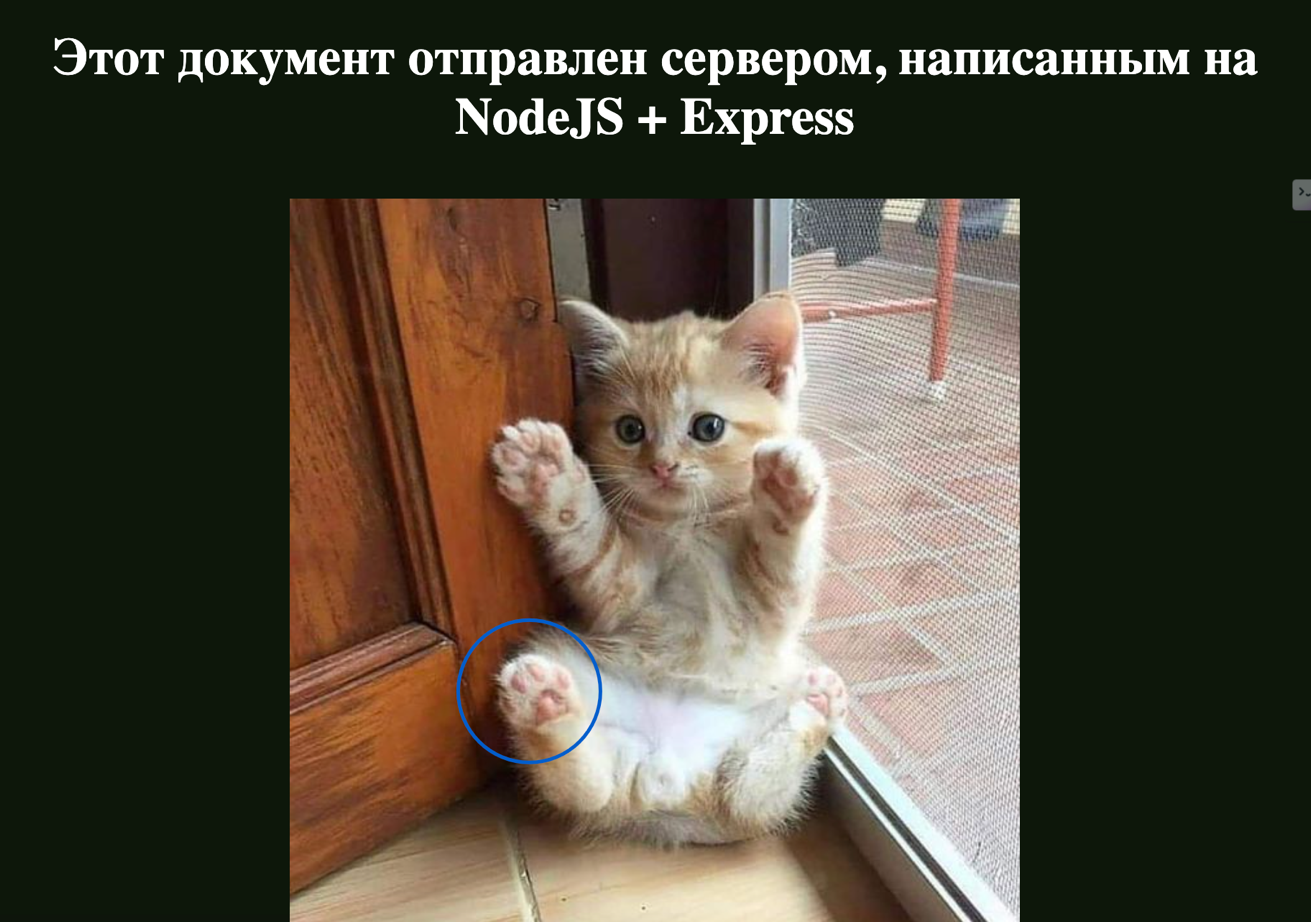 Этот документ отправлен сервером, написанным на
NodeJS + Express